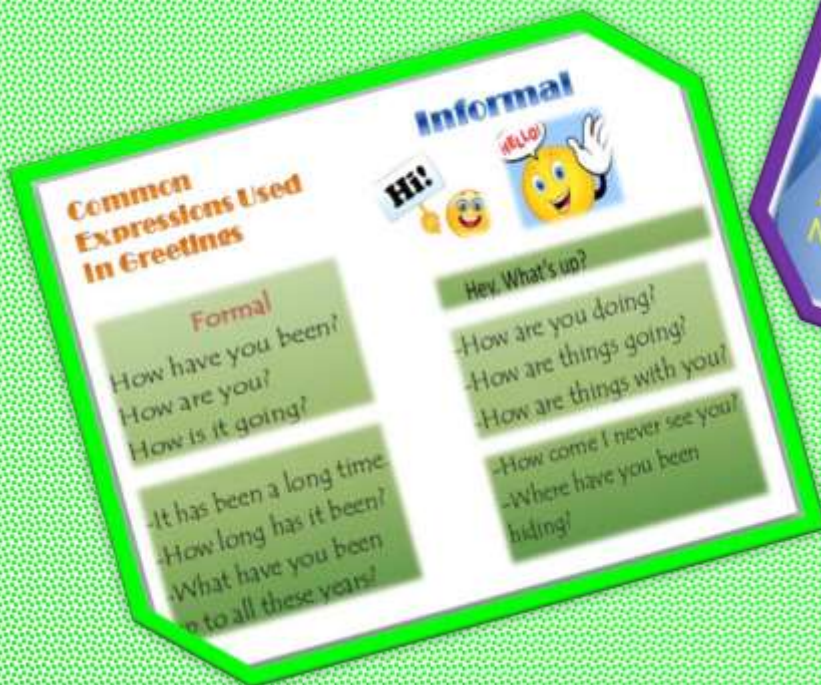 Common
Expressions Used
In Greetings
Formal
How have you been?
How are you?
How is it going?
-It has been a long time.
-How long has it been?
-What have you been
to all these years?
Informal
Hi!
HELLO!
Hey. What's up?
-How are you doing?
-How are things going?
-How are things with you?
-How come I never see you?
-Where have you been
hiding?